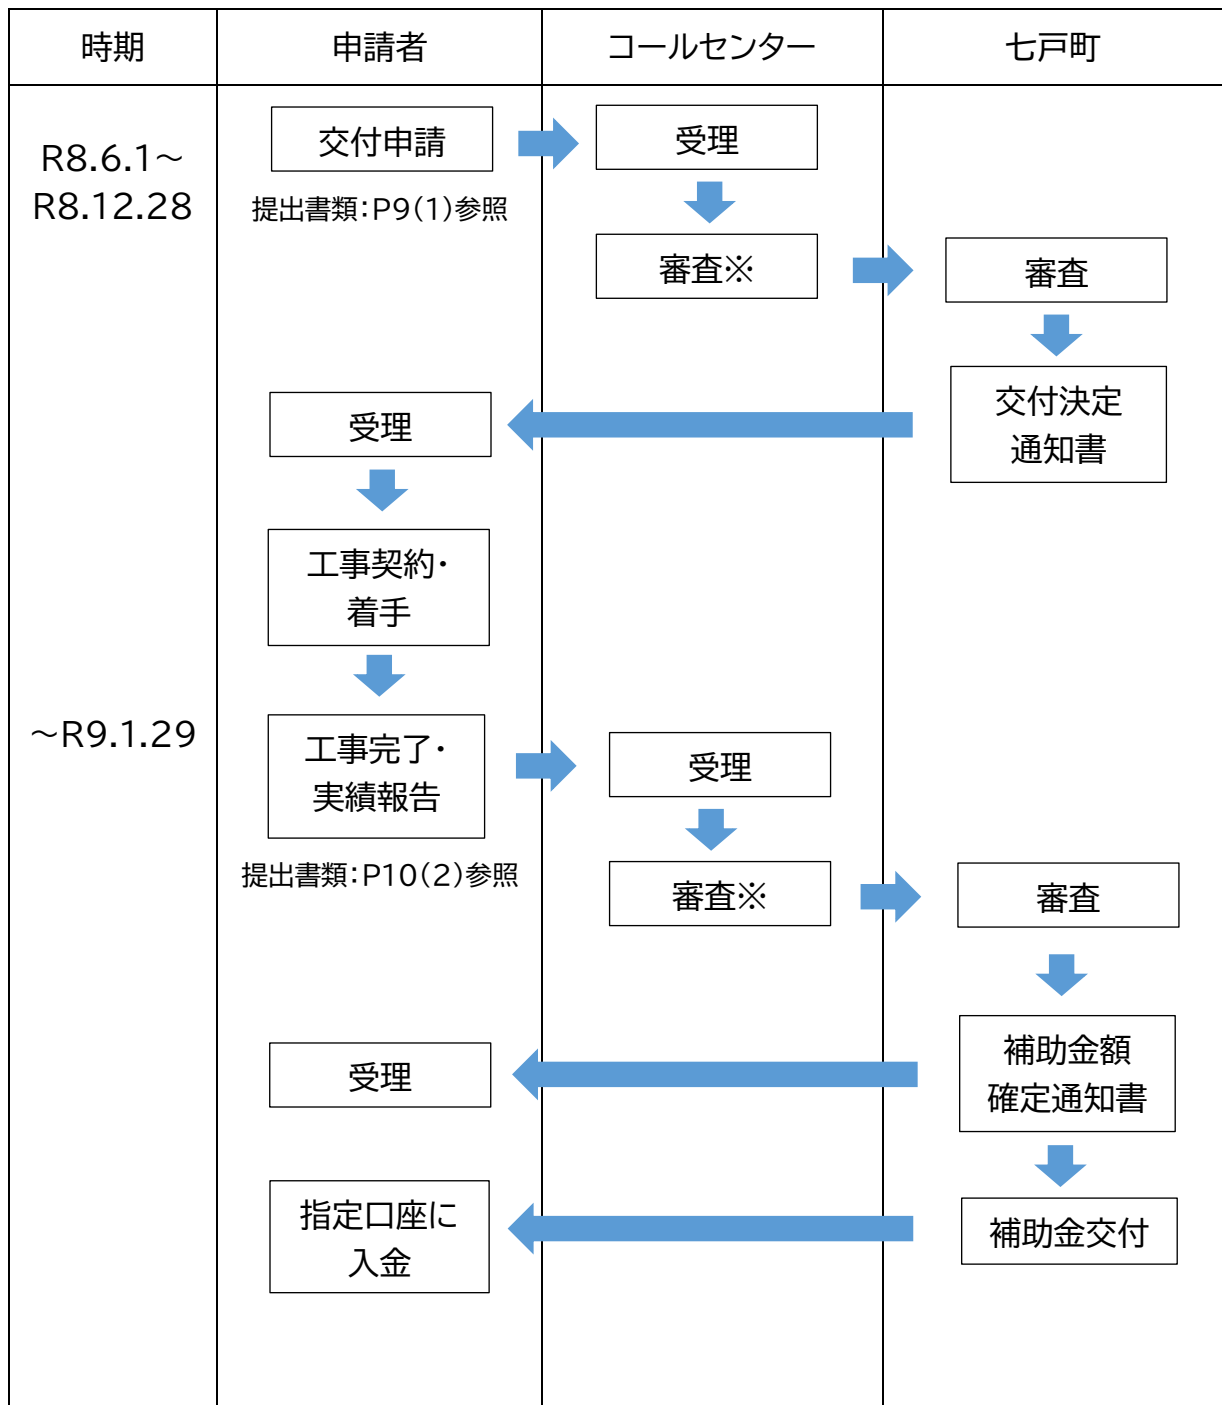 時期
申請者
コールセンター
七戸町
R8.6.1～
R8.12.28
交付申請
受理
提出書類：P9(1)参照
審査※
審査
交付決定
通知書
受理
工事契約・
着手
～R9.1.29
工事完了・
実績報告
受理
提出書類：P10(2)参照
審査※
審査
補助金額
確定通知書
受理
指定口座に
入金
補助金交付